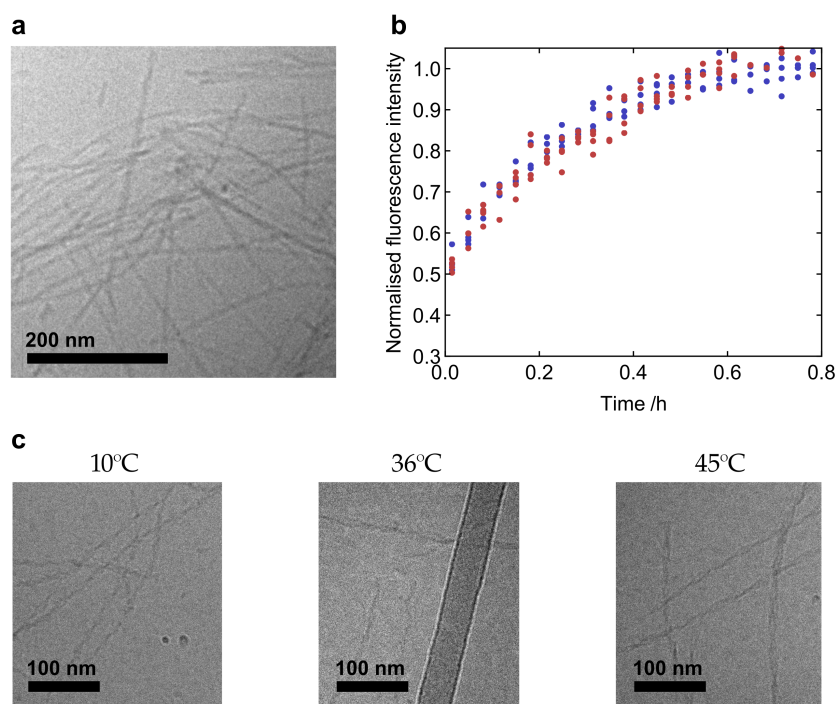 a
200 nm
b
Normalised fluorescence intensity
1.0
0.9
0.8
0.7
0.6
0.5
0.4
0.3
0.0 0.2 0.4 0.6 0.8
Time /h
c
10°C 36°C 45°C
100 nm 100 nm 100 nm